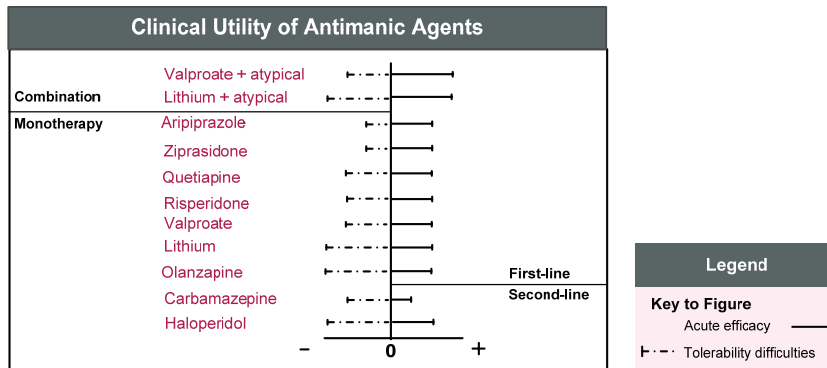 Clinical Utility of Antimanic Agents
Valproate + atypical
Combination
Lithium + atypical
Monotherapy
Aripiprazole
Ziprasidone
Quetiapine
Risperidone
Valproate
Lithium
Olanzapine
First-line
Second-line
Carbamazepine
Haloperidol
– 0 +
Legend
Key to Figure
Acute efficacy
Tolerability difficulties